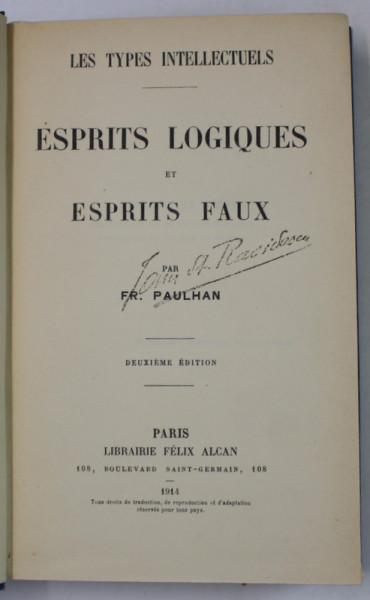 LES TYPES INTELLECTUELS
ESPRITS LOGIQUES
ET
ESPRITS FAUX
PAR
FR. PAULHAN
DEUXIÈME ÉDITION
PARIS
LIBRAIRIE FÉLIX ALCAN
108, BOULEVARD SAINT-GERMAIN, 108
1914
Tous droits de traduction, de reproduction et d'adaptation
réservés pour tous pays.